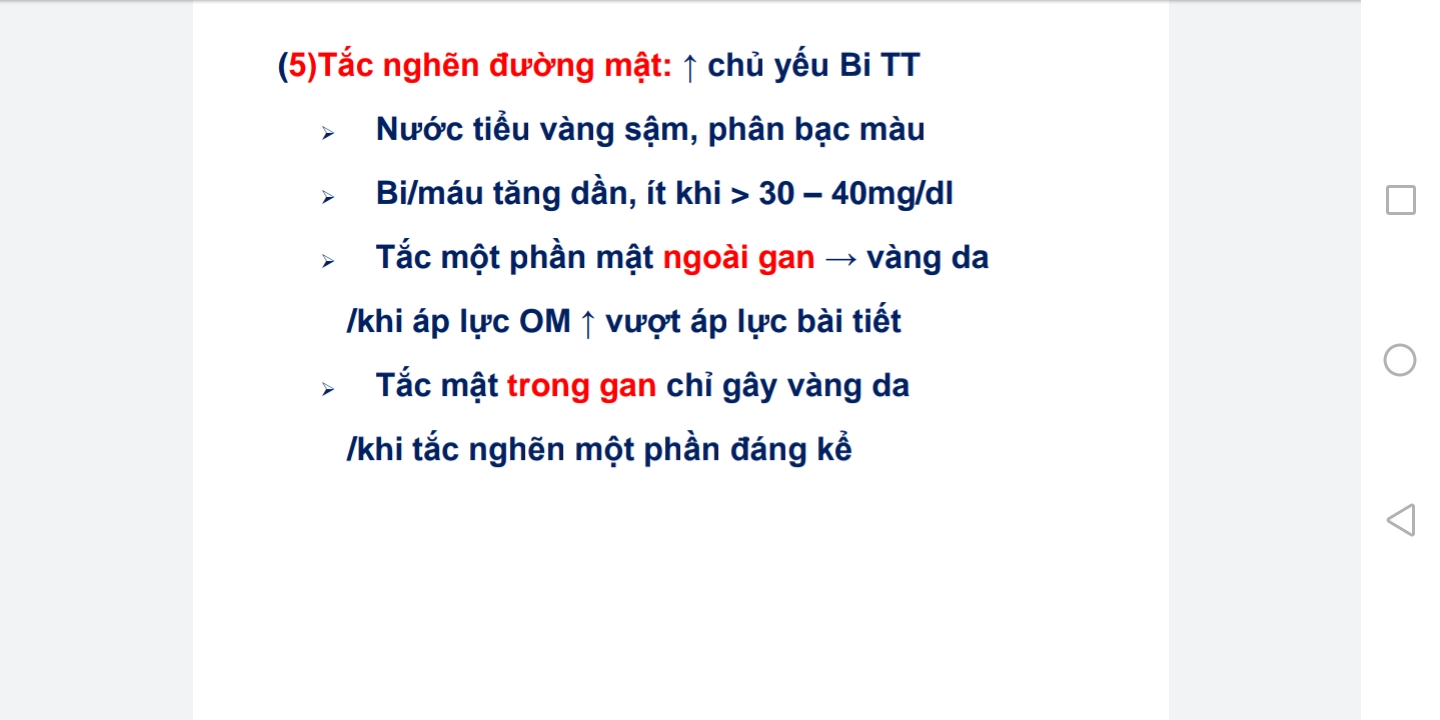 (5)Tắc nghẽn đường mật: ↑ chủ yếu Bi TT
➢ Nước tiểu vàng sậm, phân bạc màu
➢ Bi/máu tăng dần, ít khi > 30 – 40mg/dl
➢ Tắc một phần mật ngoài gan → vàng da
/khi áp lực OM ↑ vượt áp lực bài tiết
➢ Tắc mật trong gan chỉ gây vàng da
/khi tắc nghẽn một phần đáng kể